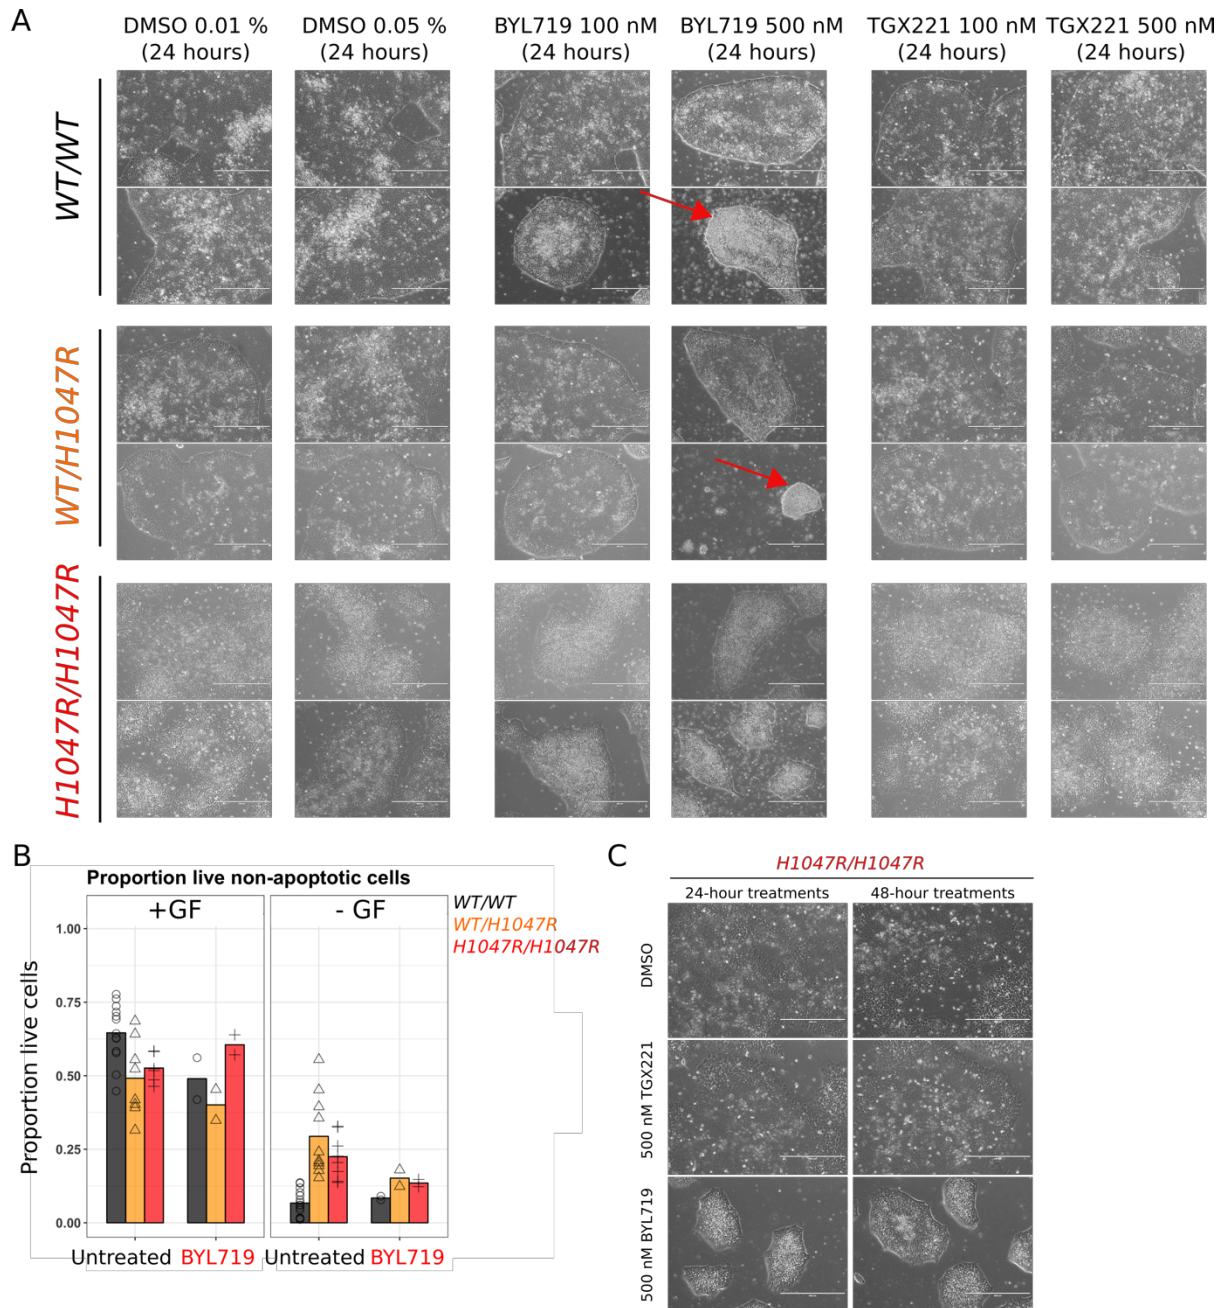 A
DMSO 0.01 %
(24 hours)
DMSO 0.05 %
(24 hours)
BYL719 100 nM
(24 hours)
BYL719 500 nM
(24 hours)
TGX221 100 nM
(24 hours)
TGX221 500 nM
(24 hours)
WT/WT
WT/H1047R
H1047R/H1047R
B
Proportion live non-apoptotic cells
+GF
- GF
WT/WT
WT/H1047R
H1047R/H1047R
Proportion live cells
1.00
0.75
0.50
0.25
0.00
Untreated
BYL719
Untreated
BYL719
C
H1047R/H1047R
24-hour treatments
48-hour treatments
DMSO
500 nM TGX221
500 nM BYL719